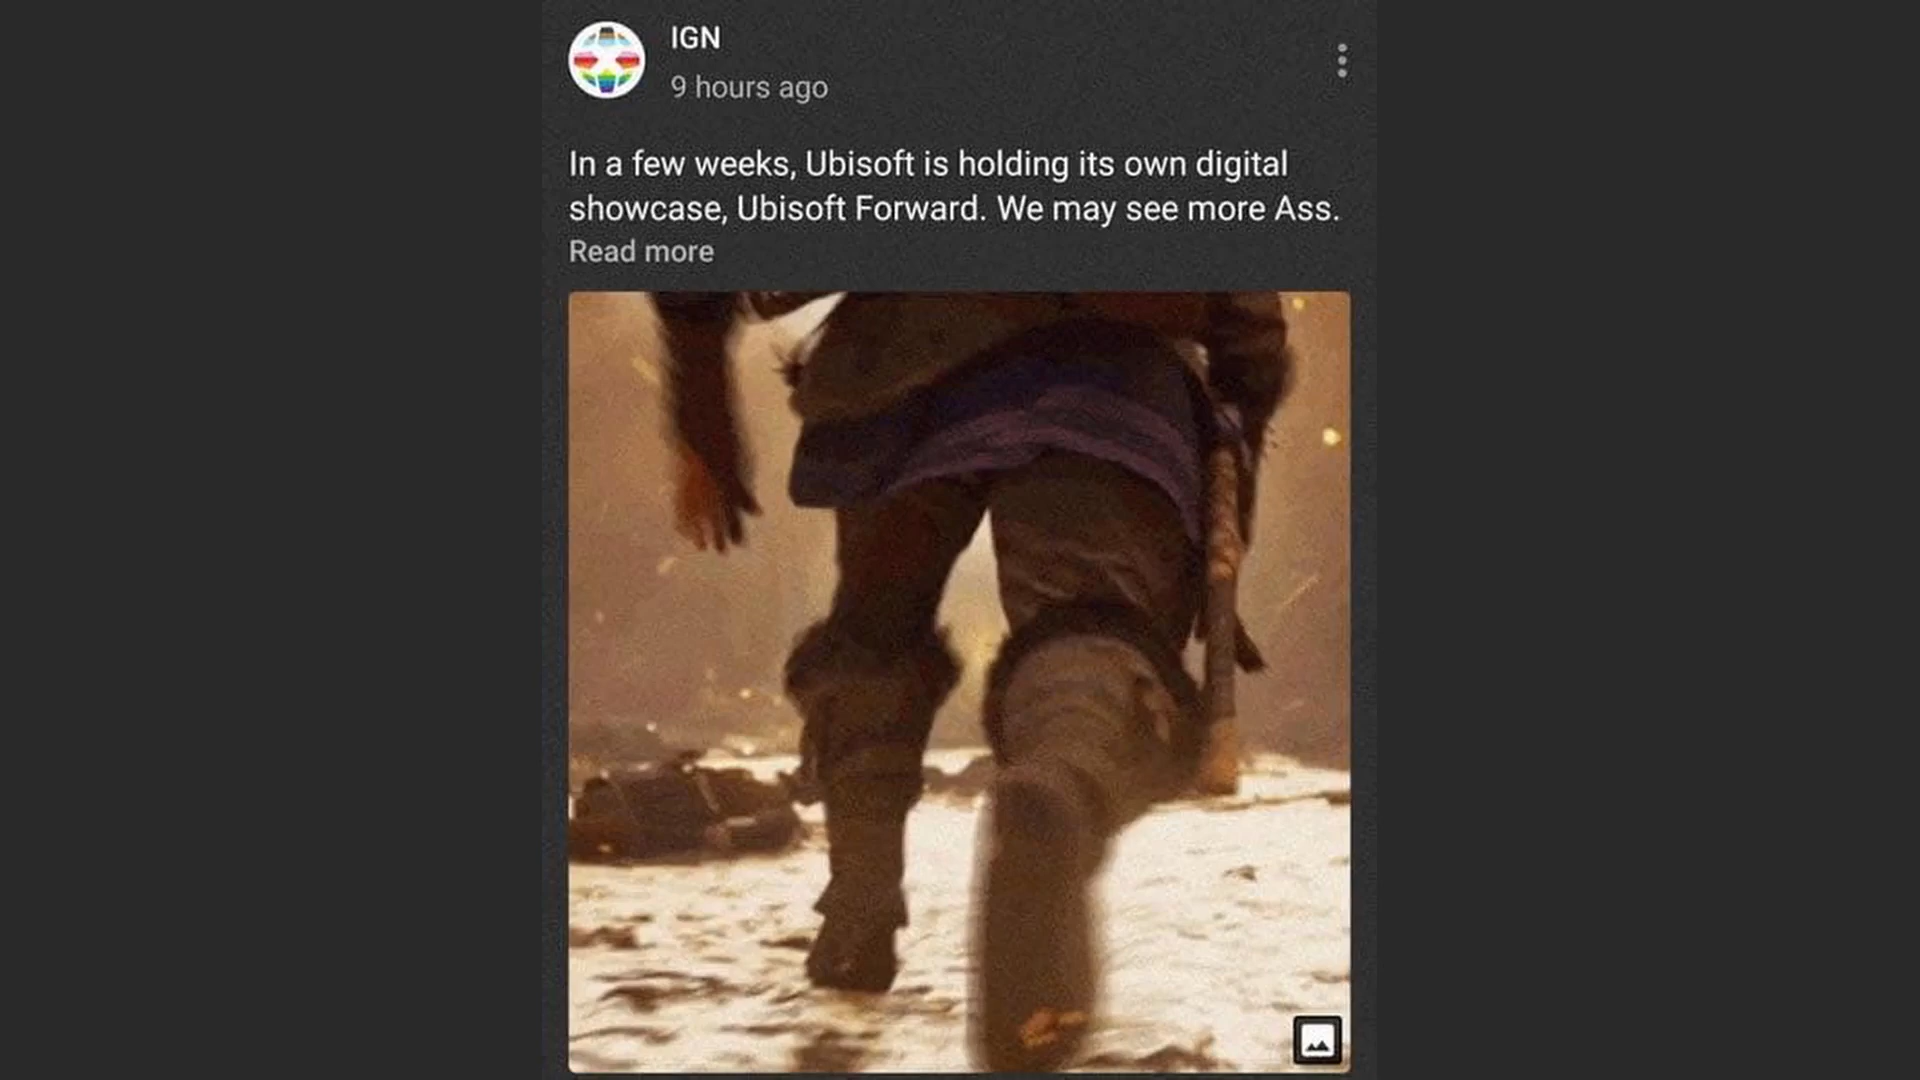 IGN
9 hours ago
In a few weeks, Ubisoft is holding its own digital
showcase, Ubisoft Forward. We may see more Ass.
Read more